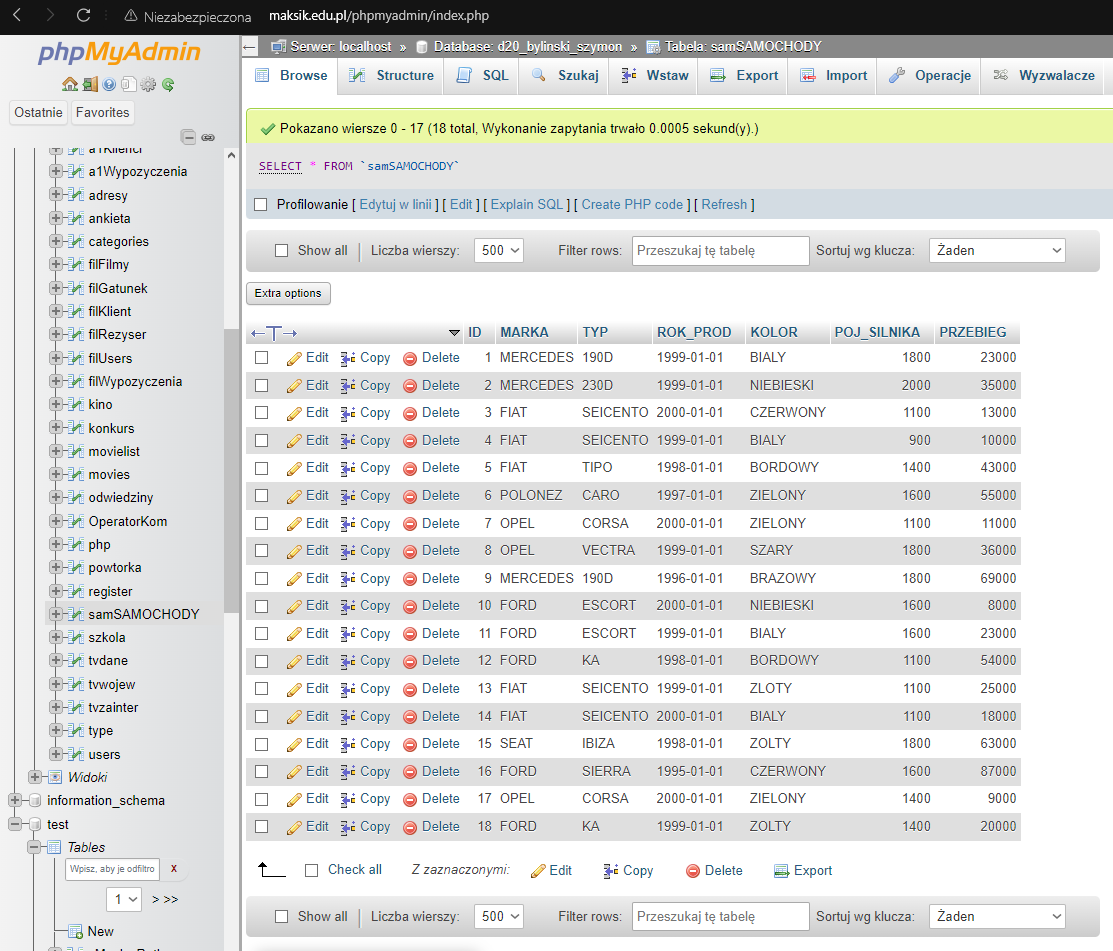 Niezabezpieczona maksik.edu.pl/phpmyadmin/index.php
phpMyAdmin
Ostatnie Favorites
a1Klienci
a1Wypozyczenia
adresy
ankieta
categories
filFilmy
filGatunek
filKlient
filRezyser
filUsers
filWypozyczenia
kino
konkurs
movielist
movies
odwiedziny
OperatorKom
php
powtorka
register
samSAMOCHODY
szkola
tvdane
tvwojew
tvzainter
type
users
Widoki
information_schema
test
Tables
Wpisz, aby je odfiltro X
1 > >>
New
Serwer: localhost » Database: d20_bylinski_szymon » Tabela: samSAMOCHODY
Browse Structure SQL Szukaj Wstaw Export Import Operacje Wyzwalacze
Pokazano wiersze 0 - 17 (18 total, Wykonanie zapytania trwało 0.0005 sekund(y).)
SELECT * FROM `samSAMOCHODY`
Profilowanie [ Edytuj w linii ] [ Edit ] [ Explain SQL ] [ Create PHP code ] [ Refresh ]
Show all | Liczba wierszy: 500 Filter rows: Przeszukaj tę tabelę Sortuj wg klucza: Żaden
Extra options
←T→ ID MARKA TYP ROK_PROD KOLOR POJ_SILNIKA PRZEBIEG
Edit Copy Delete 1 MERCEDES 190D 1999-01-01 BIALY 1800 23000
Edit Copy Delete 2 MERCEDES 230D 1999-01-01 NIEBIESKI 2000 35000
Edit Copy Delete 3 FIAT SEICENTO 2000-01-01 CZERWONY 1100 13000
Edit Copy Delete 4 FIAT SEICENTO 1999-01-01 BIALY 900 10000
Edit Copy Delete 5 FIAT TIPO 1998-01-01 BORDOWY 1400 43000
Edit Copy Delete 6 POLONEZ CARO 1997-01-01 ZIELONY 1600 55000
Edit Copy Delete 7 OPEL CORSA 2000-01-01 ZIELONY 1100 11000
Edit Copy Delete 8 OPEL VECTRA 1999-01-01 SZARY 1800 36000
Edit Copy Delete 9 MERCEDES 190D 1996-01-01 BRAZOWY 1800 69000
Edit Copy Delete 10 FORD ESCORT 2000-01-01 NIEBIESKI 1600 8000
Edit Copy Delete 11 FORD ESCORT 1999-01-01 BIALY 1600 23000
Edit Copy Delete 12 FORD KA 1998-01-01 BORDOWY 1100 54000
Edit Copy Delete 13 FIAT SEICENTO 1999-01-01 ZLOTY 1100 25000
Edit Copy Delete 14 FIAT SEICENTO 2000-01-01 BIALY 1100 18000
Edit Copy Delete 15 SEAT IBIZA 1998-01-01 ZOLTY 1800 63000
Edit Copy Delete 16 FORD SIERRA 1995-01-01 CZERWONY 1600 87000
Edit Copy Delete 17 OPEL CORSA 2000-01-01 ZIELONY 1400 9000
Edit Copy Delete 18 FORD KA 1999-01-01 ZOLTY 1400 20000
Check all Z zaznaczonymi: Edit Copy Delete Export
Show all | Liczba wierszy: 500 Filter rows: Przeszukaj tę tabelę Sortuj wg klucza: Żaden